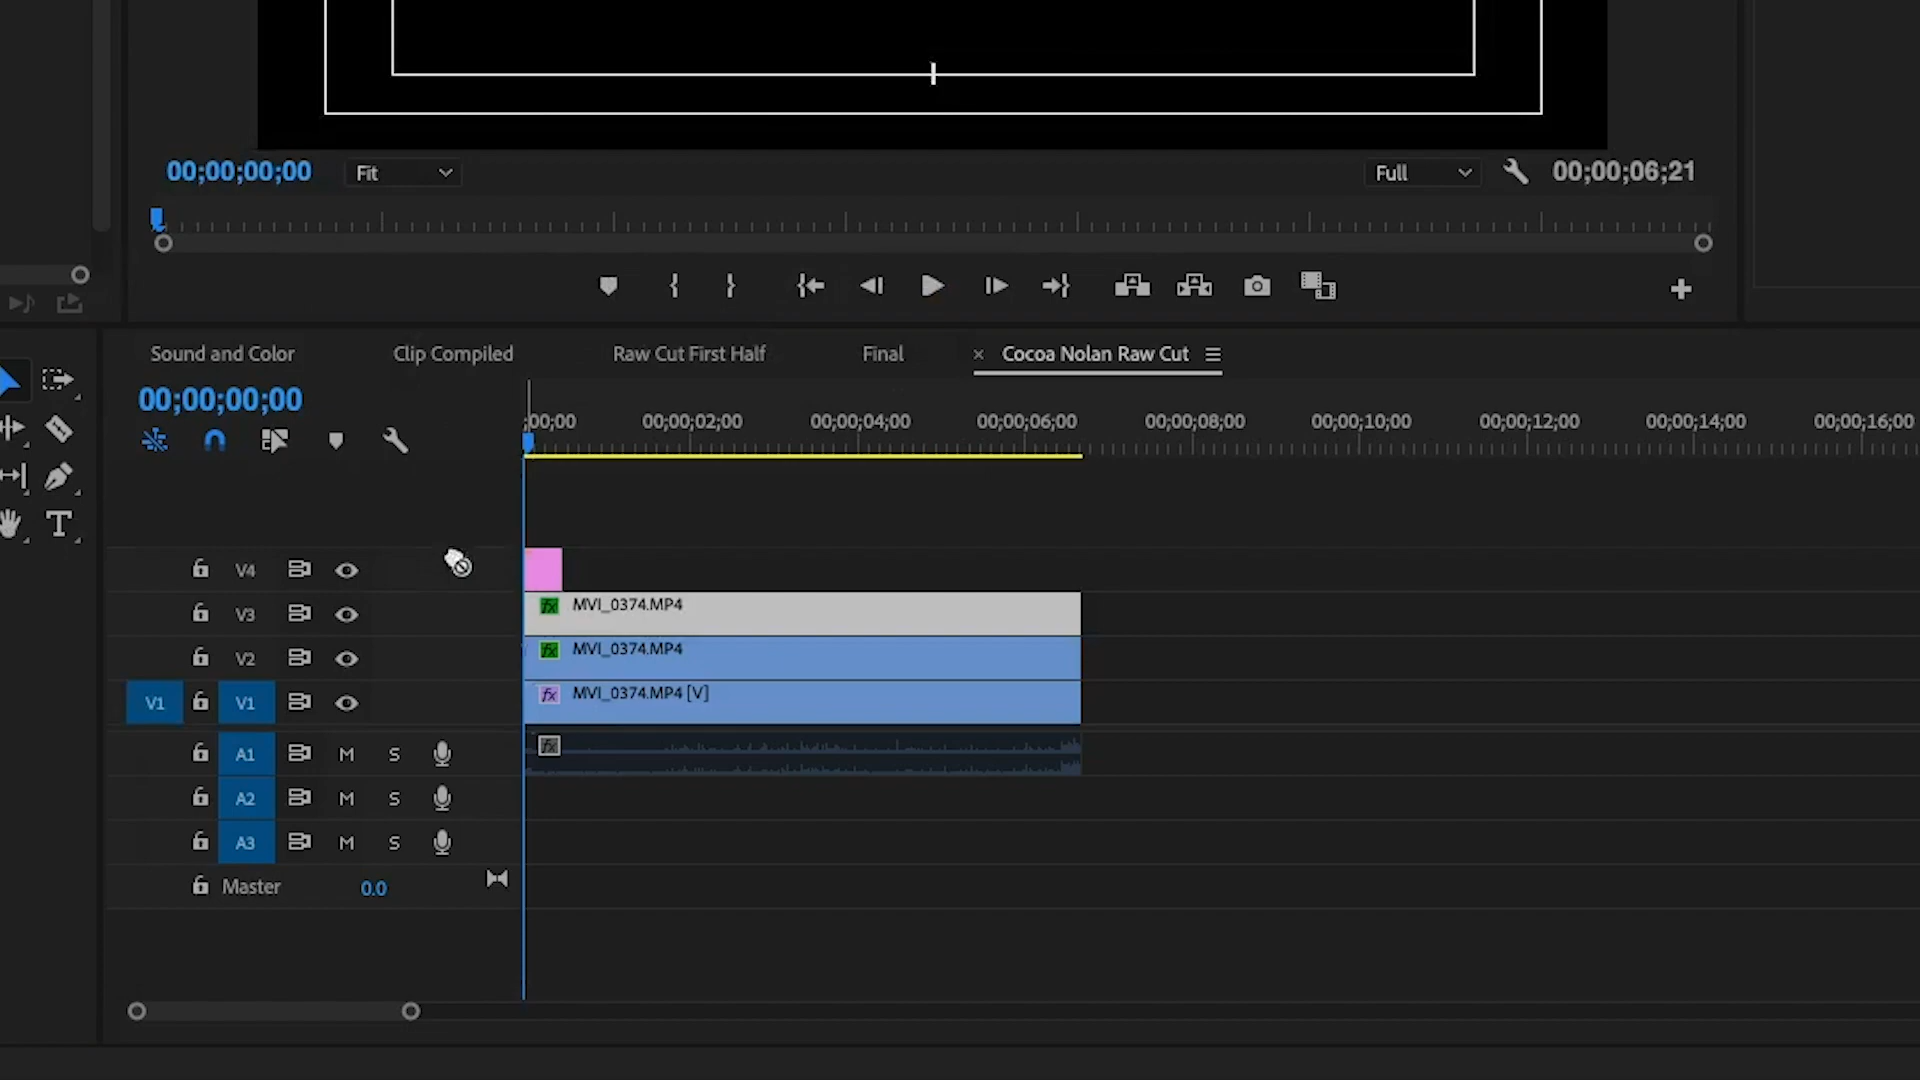 00;00;00;00 Fit Full 00;00;06;21
Sound and Color Clip Compiled Raw Cut First Half Final × Cocoa Nolan Raw Cut
00;00;00;00
;00;00 00;00;02;00 00;00;04;00 00;00;06;00 00;00;08;00 00;00;10;00 00;00;12;00 00;00;14;00 00;00;16;00
T
V4
V3 fx MVI_0374.MP4
V2 fx MVI_0374.MP4
V1 V1 fx MVI_0374.MP4 [V]
A1 M S fx
A2 M S
A3 M S
Master 0.0